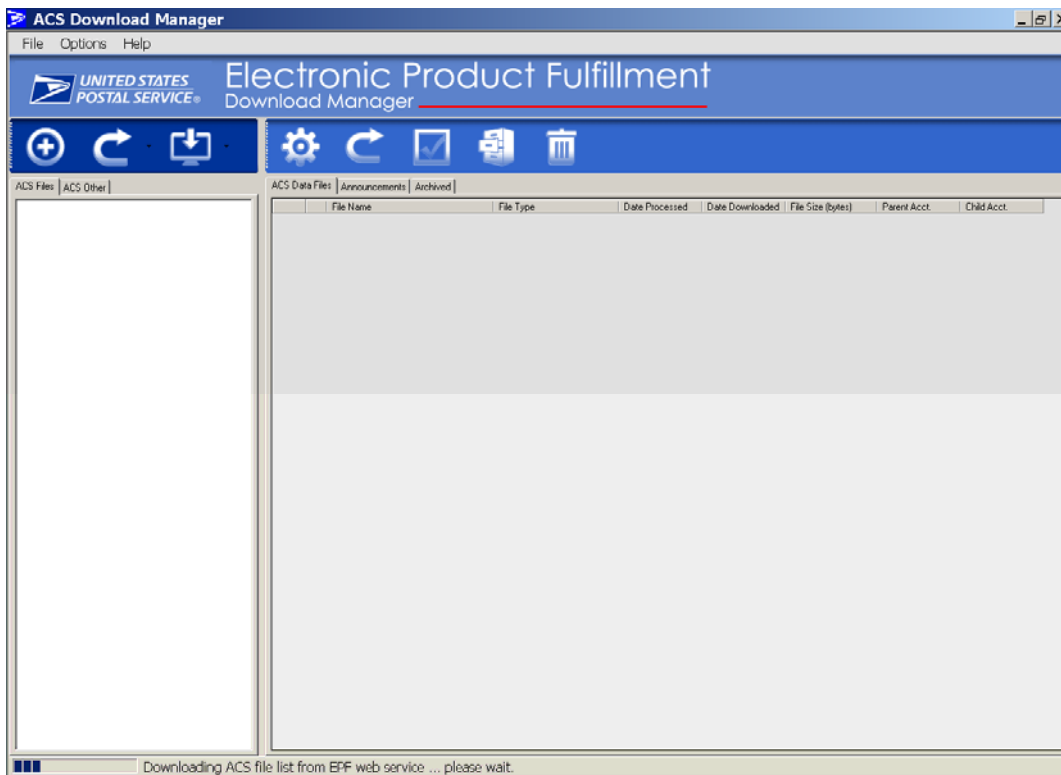 ACS Download Manager
File Options Help
UNITED STATES
POSTAL SERVICE®
Electronic Product Fulfillment
Download Manager
ACS Files ACS Other
ACS Data Files Announcements Archived
File Name File Type Date Processed Date Downloaded File Size (bytes) Parent Acct. Child Acct.
Downloading ACS file list from EPF web service ... please wait.